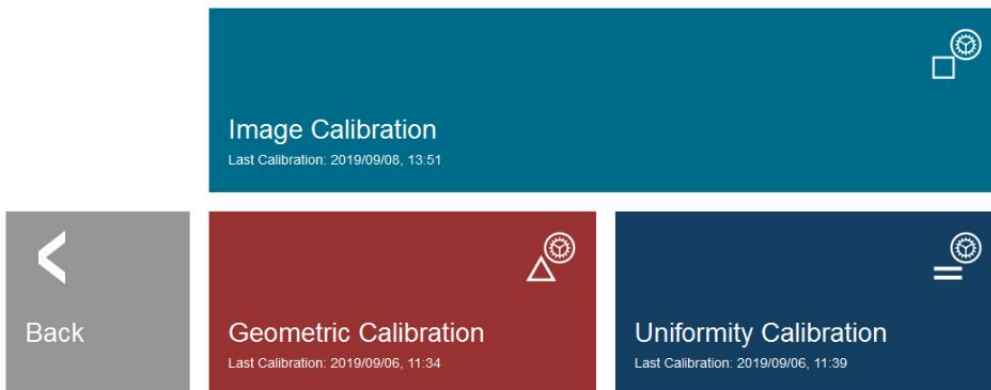 Image Calibration
Last Calibration: 2019/09/08, 13:51
Back
Geometric Calibration
Last Calibration: 2019/09/06, 11:34
Uniformity Calibration
Last Calibration: 2019/09/06, 11:39